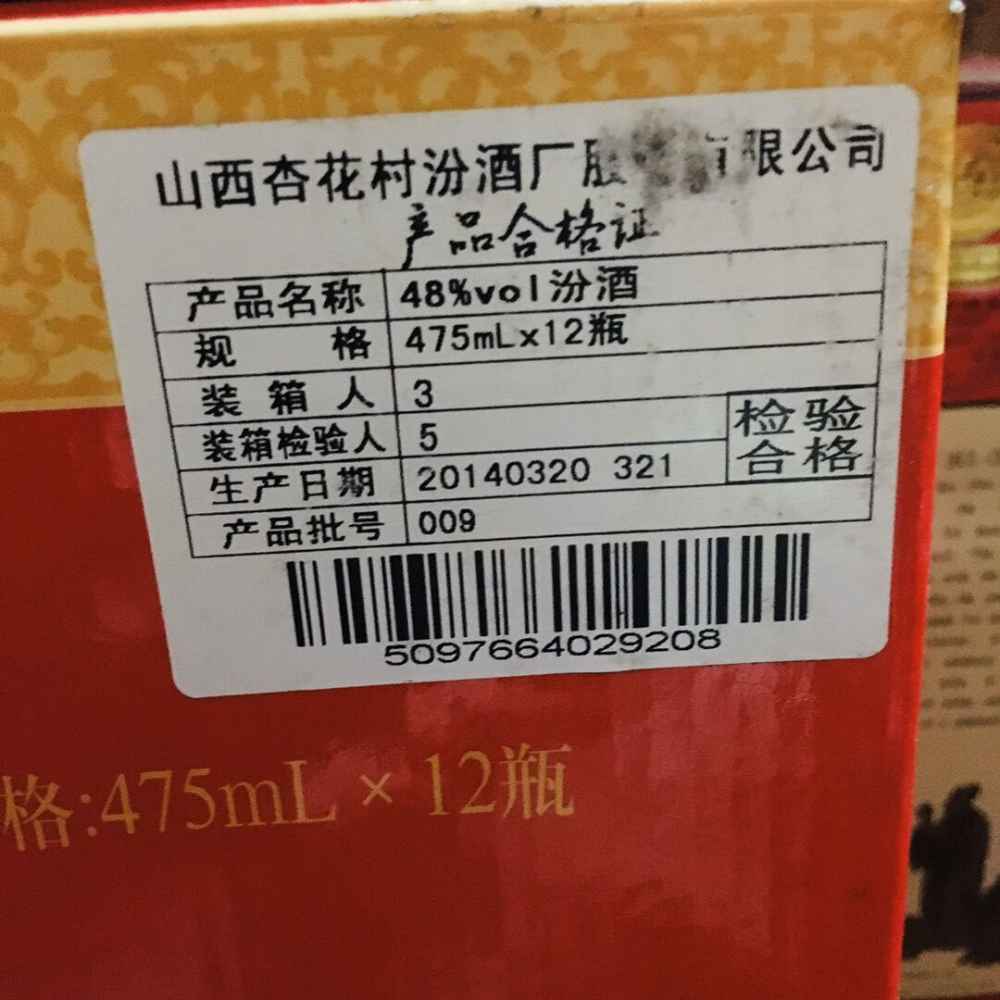 山西杏花村汾酒厂股 有限公司
产品合格证
产品名称 48%vol汾酒
规 格 475mLx12瓶
装 箱 人 3
装箱检验人 5
检验
合格
生产日期 20140320 321
产品批号 009
5097664029208
格:475mL × 12瓶